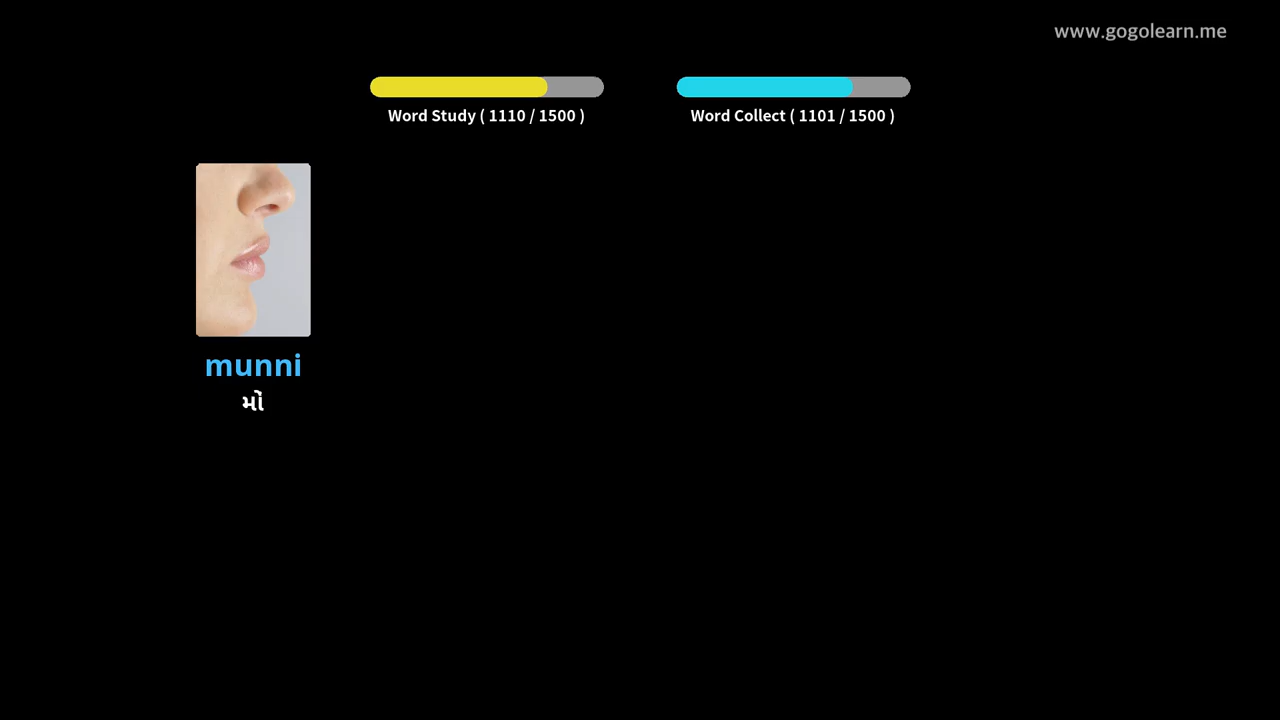 www.gogolearn.me
Word Study ( 1110 / 1500 )
Word Collect ( 1101 / 1500 )
munni
મોં